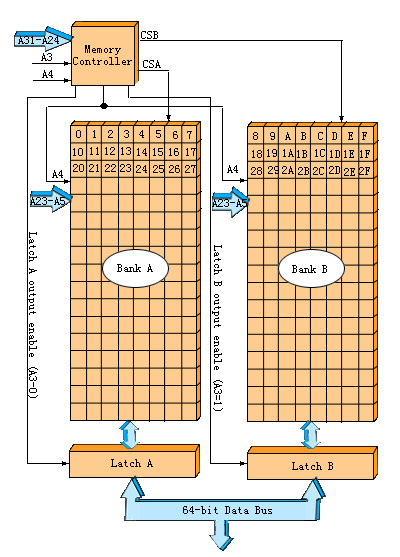 A31-A24
Memory
Controller
CSB
A3
CSA
A4
0 1 2 3 4 5 6 7
10 11 12 13 14 15 16 17
20 21 22 23 24 25 26 27
8 9 A B C D E F
18 19 1A 1B 1C 1D 1E 1F
28 29 2A 2B 2C 2D 2E 2F
A4
A4
A23-A5
A23-A5
Latch A output enable (A3-0)
Bank A
Latch B output enable (A3=1)
Bank B
Latch A
Latch B
64-bit Data Bus